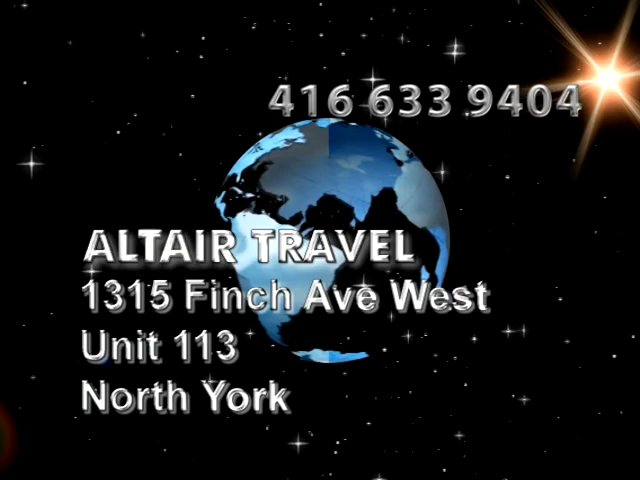 416 633 9404
ALTAIR TRAVEL
1315 Finch Ave West
Unit 113
North York